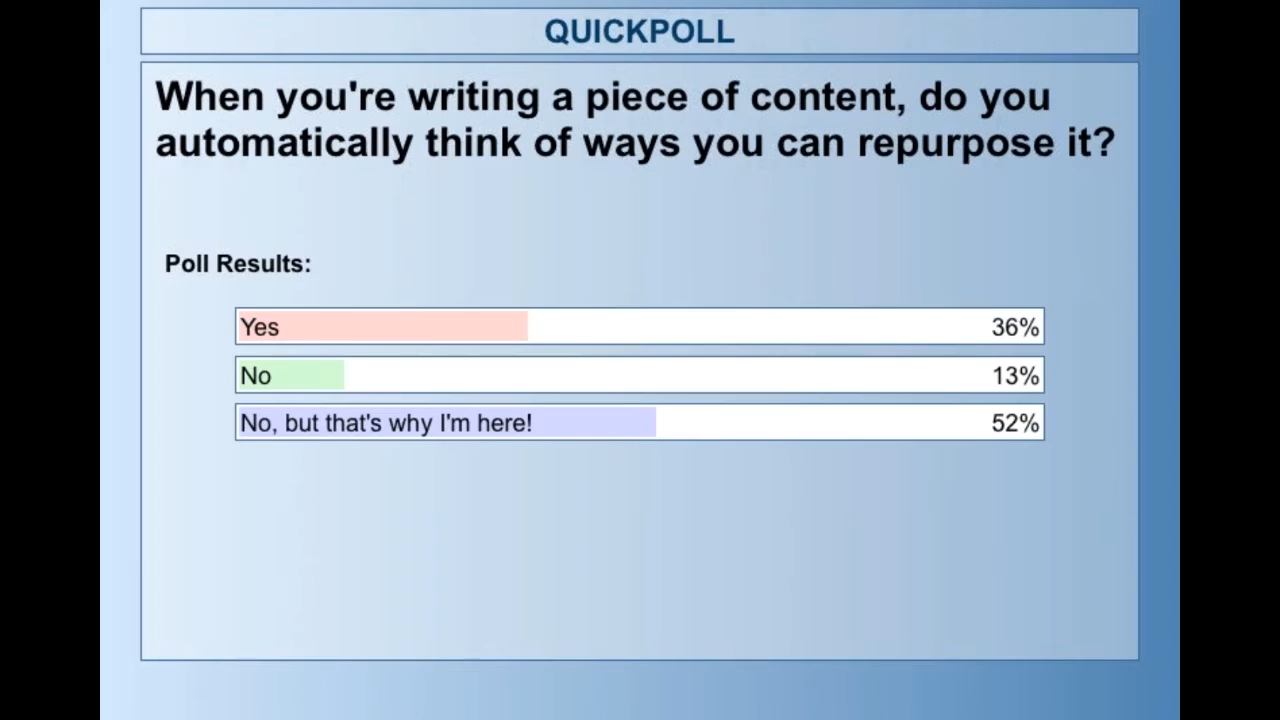 QUICKPOLL
When you're writing a piece of content, do you
automatically think of ways you can repurpose it?
Poll Results:
Yes 36%
No 13%
No, but that's why I'm here! 52%